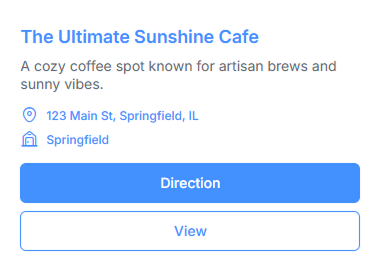 The Ultimate Sunshine Cafe
A cozy coffee spot known for artisan brews and
sunny vibes.
123 Main St, Springfield, IL
Springfield
Direction
View